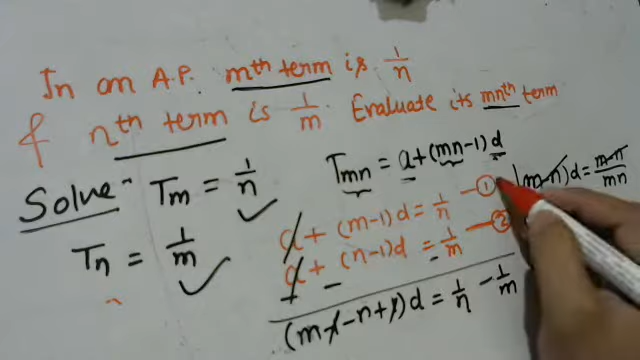 In an A.P. mth term is 1/n
& nth term is 1/m. Evaluate its mnth term
Solve- Tm = 1/n
Tn = 1/m
Tmn = a+(mn-1)d
a + (m-1)d = 1/n - ①
a + (n-1)d = 1/m - ②
(m-1-n+1)d = 1/n - 1/m
(m-n)d = m-n/mn